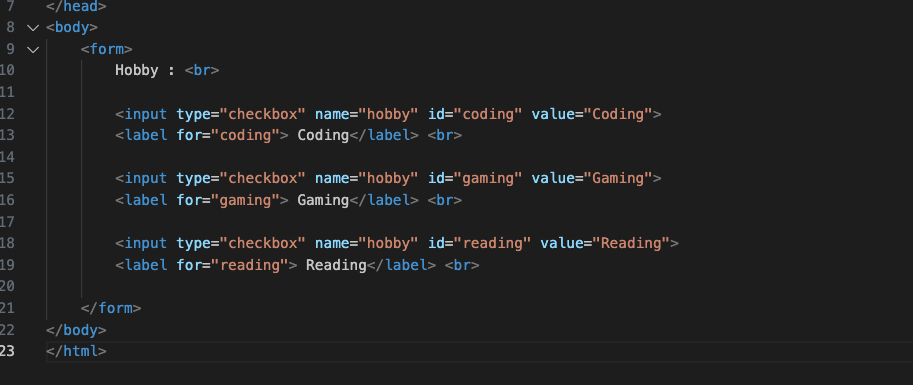 7 </head>
8 <body>
9 <form>
10 Hobby : <br>
11
12 <input type="checkbox" name="hobby" id="coding" value="Coding">
13 <label for="coding"> Coding</label> <br>
14
15 <input type="checkbox" name="hobby" id="gaming" value="Gaming">
16 <label for="gaming"> Gaming</label> <br>
17
18 <input type="checkbox" name="hobby" id="reading" value="Reading">
19 <label for="reading"> Reading</label> <br>
20
21 </form>
22 </body>
23 </html>